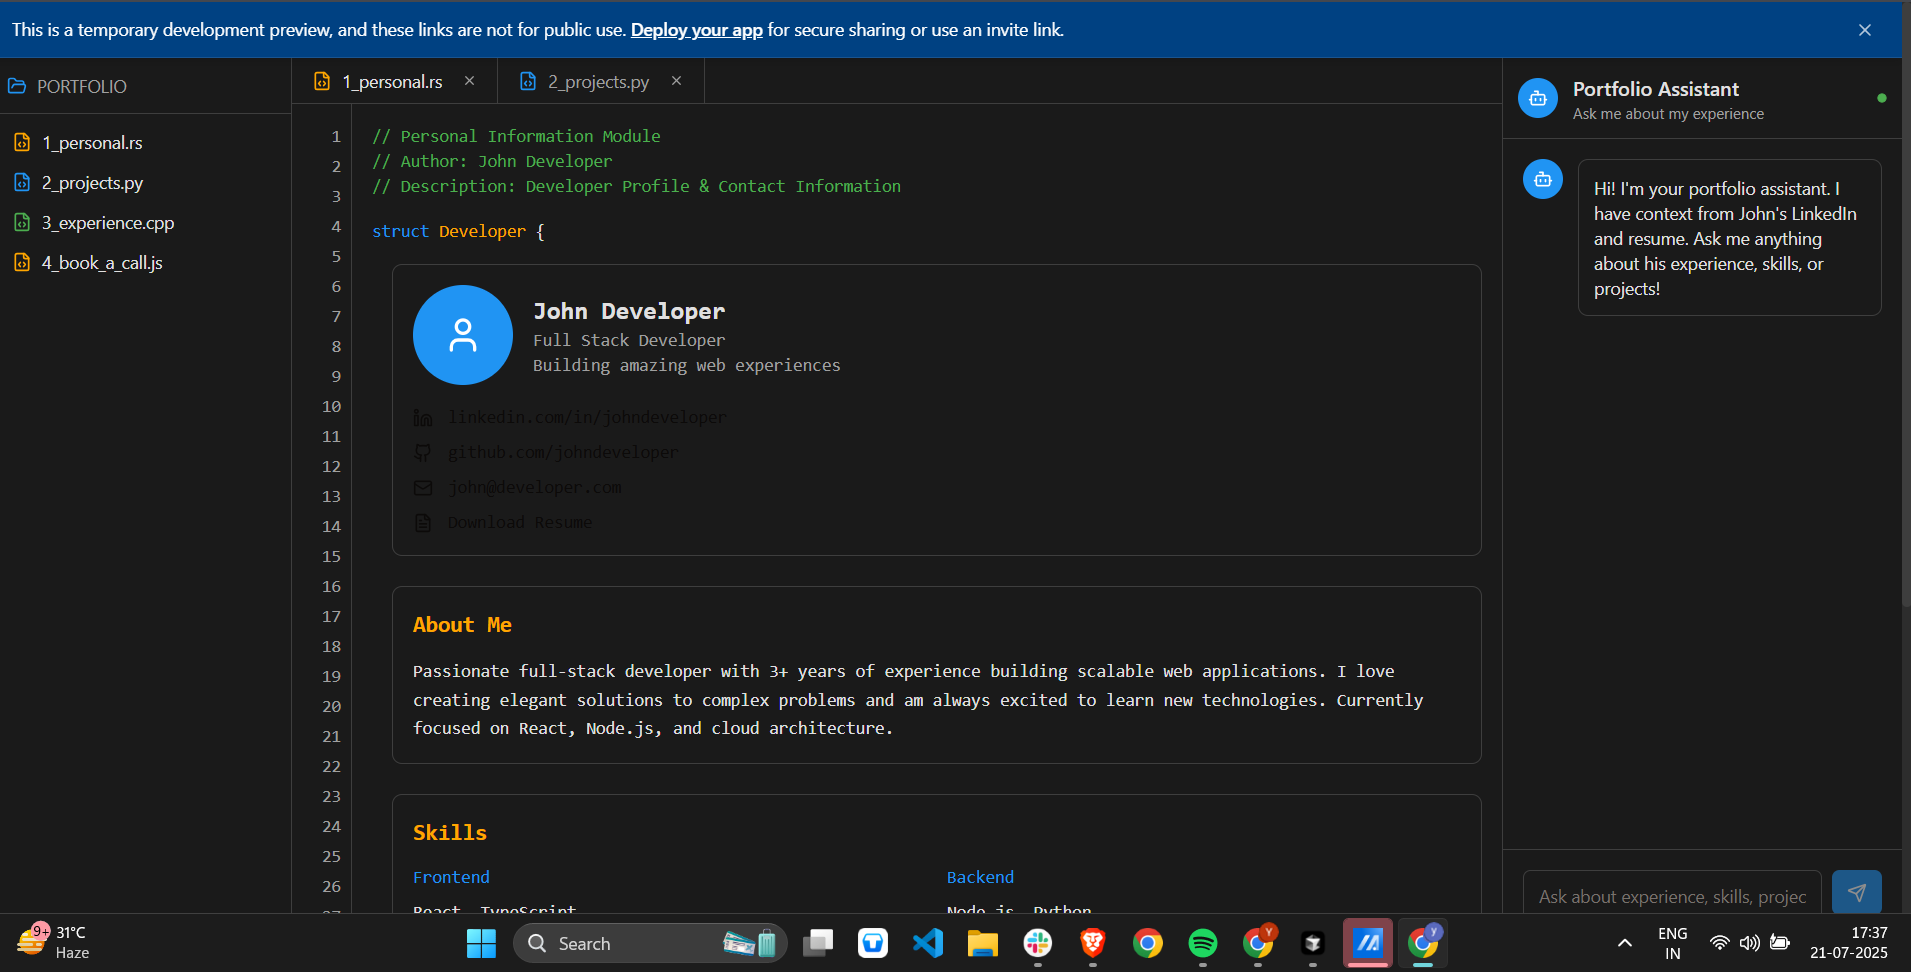 This is a temporary development preview, and these links are not for public use. Deploy your app for secure sharing or use an invite link.
PORTFOLIO
1_personal.rs
2_projects.py
3_experience.cpp
4_book_a_call.js
1_personal.rs
2_projects.py
1
2
3
4
5
6
7
8
9
10
11
12
13
14
15
16
17
18
19
20
21
22
23
24
25
26
27
// Personal Information Module
// Author: John Developer
// Description: Developer Profile & Contact Information
struct Developer {
John Developer
Full Stack Developer
Building amazing web experiences
linkedin.com/in/johndeveloper
github.com/johndeveloper
john@developer.com
Download Resume
About Me
Passionate full-stack developer with 3+ years of experience building scalable web applications. I love
creating elegant solutions to complex problems and am always excited to learn new technologies. Currently
focused on React, Node.js, and cloud architecture.
Skills
Frontend
React, TypeScript
Backend
Node.js, Python
Portfolio Assistant
Ask me about my experience
Hi! I'm your portfolio assistant. I
have context from John's LinkedIn
and resume. Ask me anything
about his experience, skills, or
projects!
Ask about experience, skills, projec
9+
31°C
Haze
Search
Y
y
ENG
IN
17:37
21-07-2025